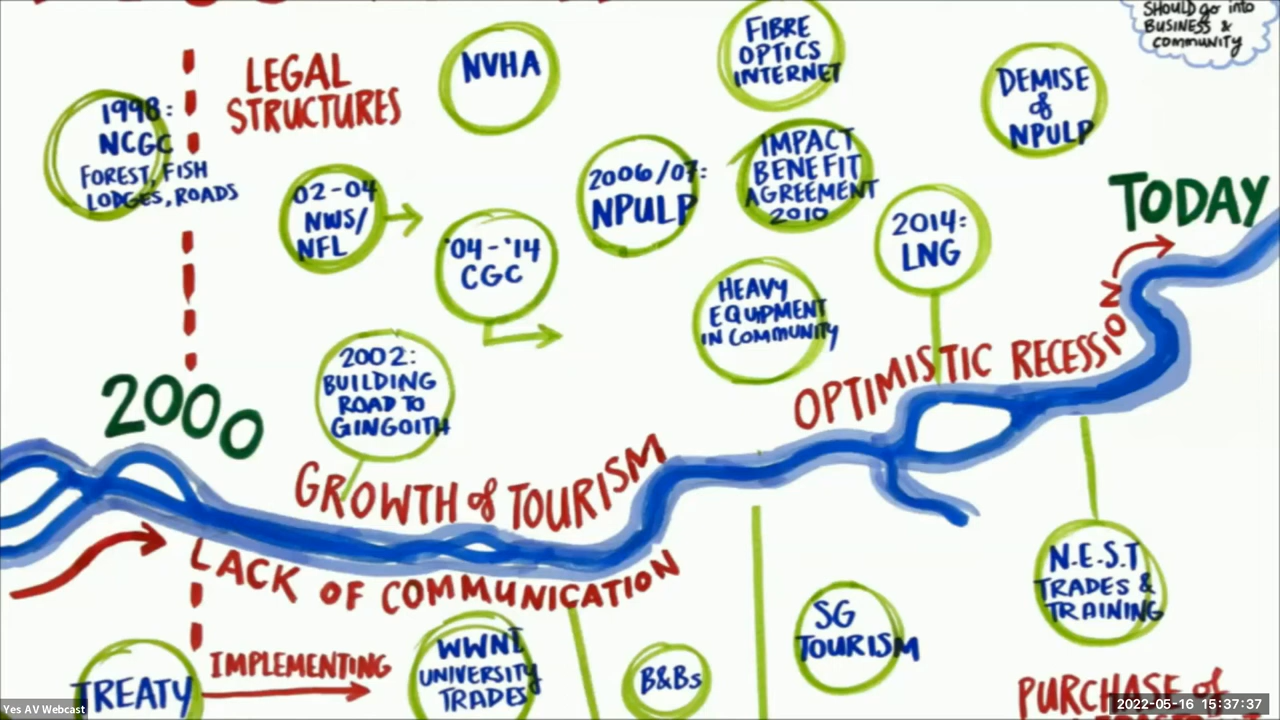 SHOULD go into
BUSINESS &
community
LEGAL
STRUCTURES
NVHA
FIBRE
OPTICS
INTERNET
DEMISE
of
NPULP
1998:
NCGC
FOREST, FISH
LODGES, ROADS
02-04
NWS/
NFL
'04-'14
CGC
2006/07:
NPULP
IMPACT
BENEFIT
AGREEMENT
2010
2014:
LNG
TODAY
HEAVY
EQUIPMENT
IN COMMUNITY
2002:
BUILDING
ROAD TO
GINGOITH
2000
OPTIMISTIC RECESSION
GROWTH of TOURISM
LACK OF COMMUNICATION
N.E.S.T
TRADES &
TRAINING
SG
TOURISM
TREATY
IMPLEMENTING
WWNI
UNIVERSITY
TRADES
B&Bs
PURCHASE of
Yes AV Webcast
2022-05-16 15:37:37